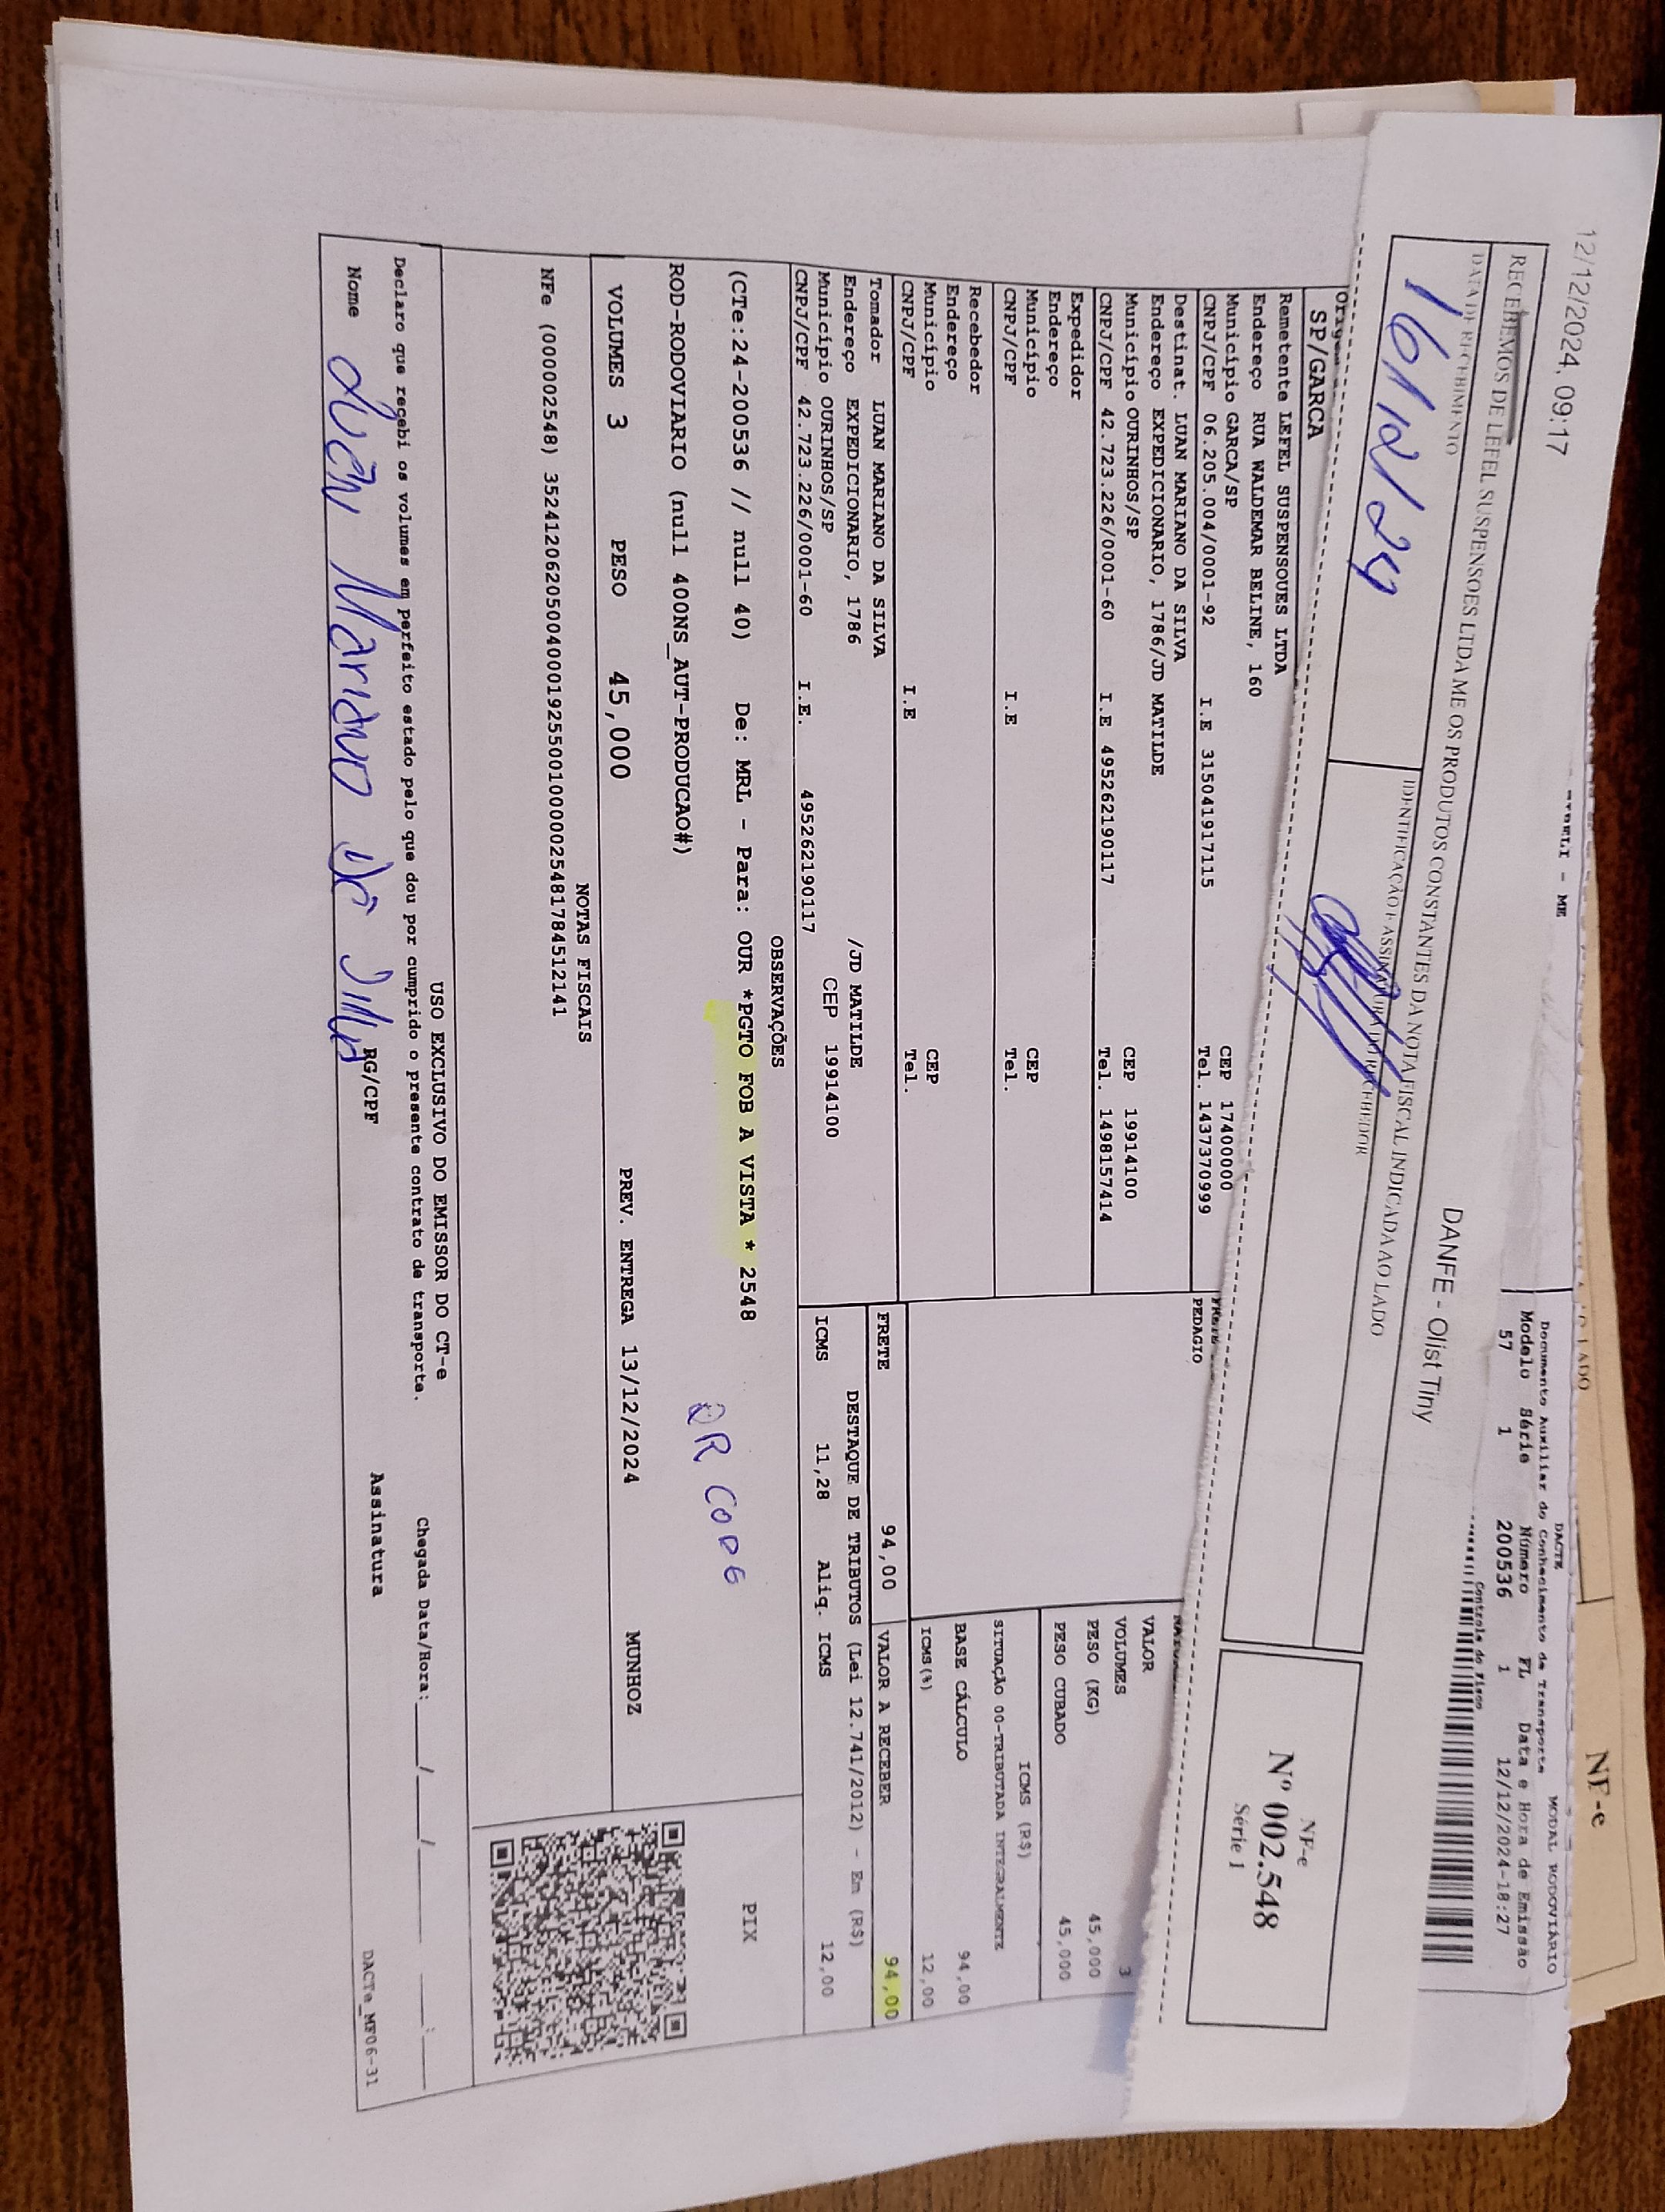 12/12/2024, 09:17
DANFE - Olist Tiny
NF-e
DACTE
MODAL RODOVIÁRIO
Documento Auxiliar do Conhecimento de Transporte
Modelo Série Número FL Data e Hora de Emissão
57 1 200536 1 12/12/2024-18:27
Controle do Fisco
- ME
RECEBEMOS DE LEFEL SUSPENSOES LTDA ME OS PRODUTOS CONSTANTES DA NOTA FISCAL INDICADA AO LADO
DATA DE RECEBIMENTO
IDENTIFICAÇÃO E ASSINATURA DO RECEBEDOR
16/12/24
NF-e
Nº 002.548
Série 1
Origem
SP/GARCA
Remetente LEFEL SUSPENSOUES LTDA
Endereço RUA WALDEMAR BELINE, 160
Município GARCA/SP CEP 17400000
CNPJ/CPF 06.205.004/0001-92 I.E 315041917115 Tel. 1437370999
Destinat. LUAN MARIANO DA SILVA
Endereço EXPEDICIONARIO, 1786/JD MATILDE
Município OURINHOS/SP CEP 19914100
CNPJ/CPF 42.723.226/0001-60 I.E 495262190117 Tel. 1498157414
Expedidor
Endereço
Município CEP
CNPJ/CPF I.E Tel.
Recebedor
Endereço
Município CEP
CNPJ/CPF I.E Tel.
Tomador LUAN MARIANO DA SILVA
Endereço EXPEDICIONARIO, 1786 /JD MATILDE
Município OURINHOS/SP CEP 19914100
CNPJ/CPF 42.723.226/0001-60 I.E. 495262190117
PEDAGIO
VALOR
VOLUMES 3
PESO (KG) 45,000
PESO CUBADO 45,000
ICMS (R$)
SITUAÇÃO 00-TRIBUTADA INTEGRALMENTE
BASE CÁLCULO 94,00
ICMS(%) 12,00
FRETE 94,00 VALOR A RECEBER 94,00
DESTAQUE DE TRIBUTOS (Lei 12.741/2012) - Em (R$)
ICMS 11,28 Aliq. ICMS 12,00
OBSERVAÇÕES
(CTe:24-200536 // null 40) De: MRL - Para: OUR *PGTO FOB A VISTA * 2548
ROD-RODOVIARIO (null 400NS_AUT-PRODUCAO#)
QR CODE
PIX
VOLUMES 3 PESO 45,000 PREV. ENTREGA 13/12/2024 MUNHOZ
NOTAS FISCAIS
NFe (000002548) 35241206205004000192550010000025481784512141
USO EXCLUSIVO DO EMISSOR DO CT-e
Declaro que recebi os volumes em perfeito estado pelo que dou por cumprido o presente contrato de transporte. Chegada Data/Hora: ___/___/___ ___:___
Nome Luan Mariano da Silva RG/CPF Assinatura
DACTe_MF06-31